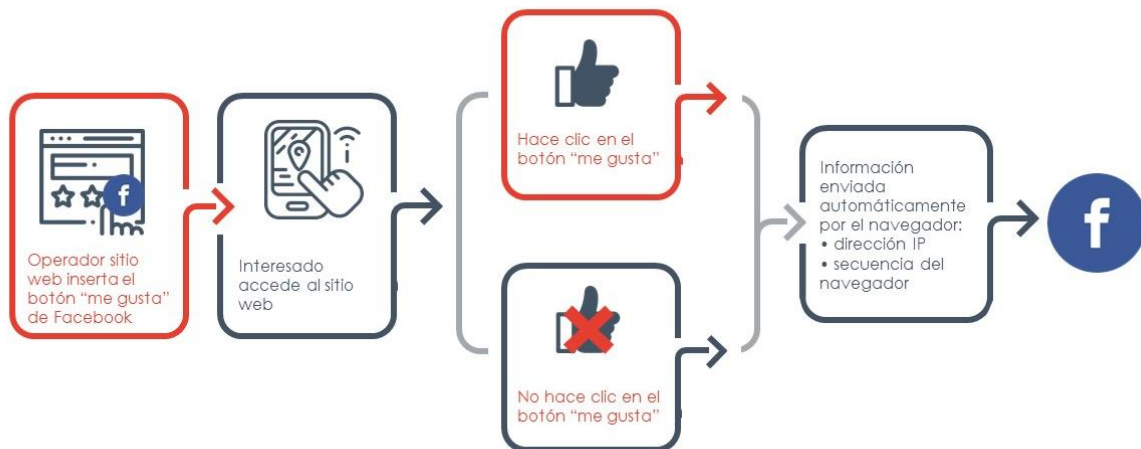 Operador sitio
web inserta el
botón “me gusta”
de Facebook
Interesado
accede al sitio
web
Hace clic en el
botón “me gusta”
No hace clic en el
botón “me gusta”
Información
enviada
automáticamente
por el navegador:
• dirección IP
• secuencia del
navegador
f
f